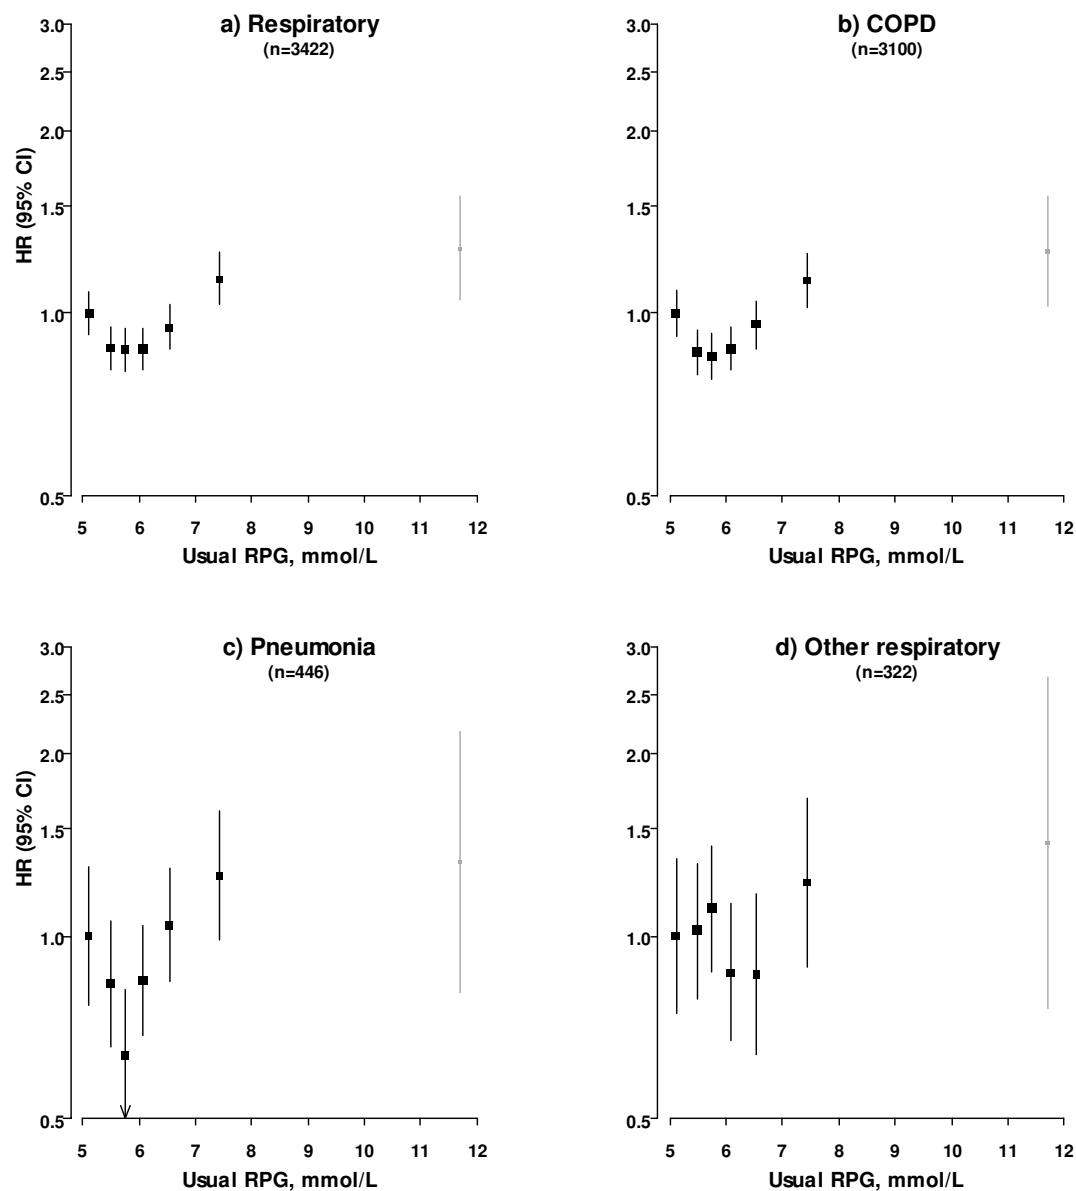 a) Respiratory
(n=3422)
HR (95% CI)
3.0
2.5
2.0
1.5
1.0
0.5
5 6 7 8 9 10 11 12
Usual RPG, mmol/L
b) COPD
(n=3100)
3.0
2.5
2.0
1.5
1.0
0.5
5 6 7 8 9 10 11 12
Usual RPG, mmol/L
c) Pneumonia
(n=446)
HR (95% CI)
3.0
2.5
2.0
1.5
1.0
0.5
5 6 7 8 9 10 11 12
Usual RPG, mmol/L
d) Other respiratory
(n=322)
3.0
2.5
2.0
1.5
1.0
0.5
5 6 7 8 9 10 11 12
Usual RPG, mmol/L